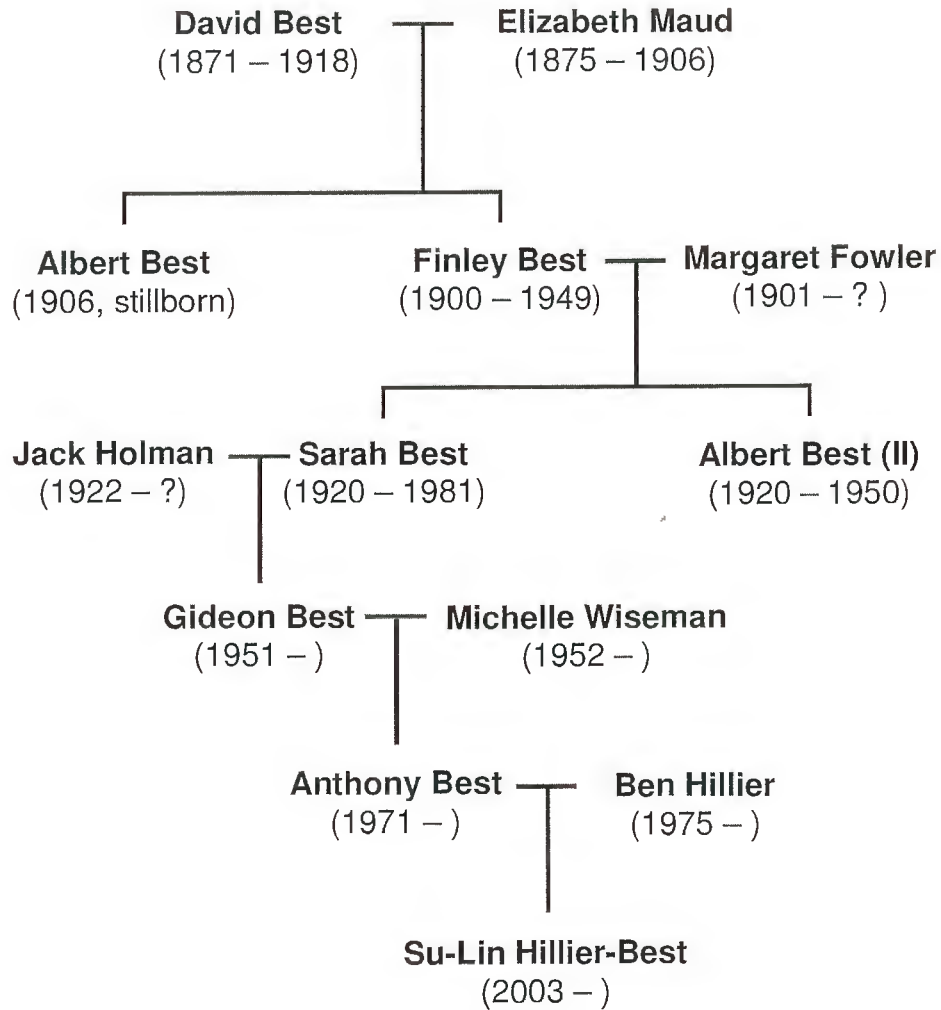 David Best
(1871 – 1918)
Elizabeth Maud
(1875 – 1906)
Albert Best
(1906, stillborn)
Finley Best
(1900 – 1949)
Margaret Fowler
(1901 – ? )
Jack Holman
(1922 – ?)
Sarah Best
(1920 – 1981)
Albert Best (II)
(1920 – 1950)
Gideon Best
(1951 – )
Michelle Wiseman
(1952 – )
Anthony Best
(1971 – )
Ben Hillier
(1975 – )
Su-Lin Hillier-Best
(2003 – )